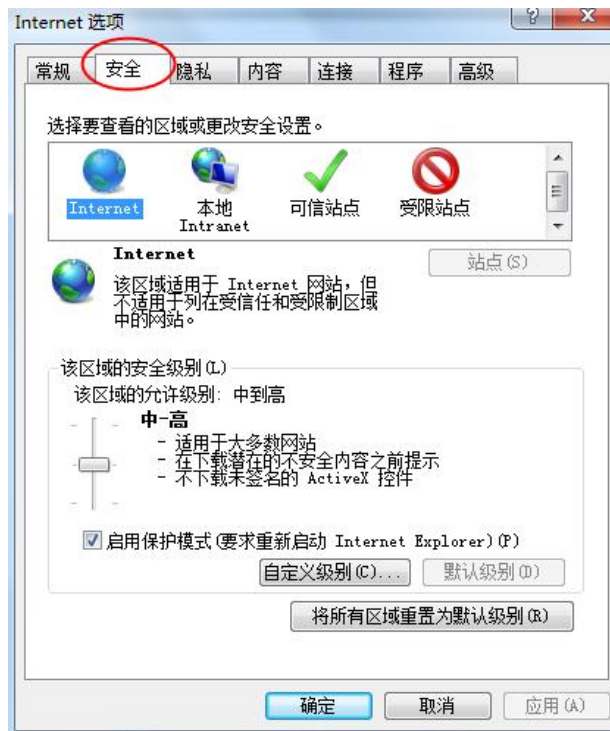 Internet 选项
常规 安全 隐私 内容 连接 程序 高级
选择要查看的区域或更改安全设置。
Internet 本地 Intranet 可信站点 受限站点
Internet
站点(S)
该区域适用于 Internet 网站，但
不适用于列在受信任和受限制区域
中的网站。
该区域的安全级别(L)
该区域的允许级别: 中到高
中-高
- 适用于大多数网站
- 在下载潜在的不安全内容之前提示
- 不下载未签名的 ActiveX 控件
启用保护模式(要求重新启动 Internet Explorer)(P)
自定义级别(C)... 默认级别(D)
将所有区域重置为默认级别(R)
确定 取消 应用(A)